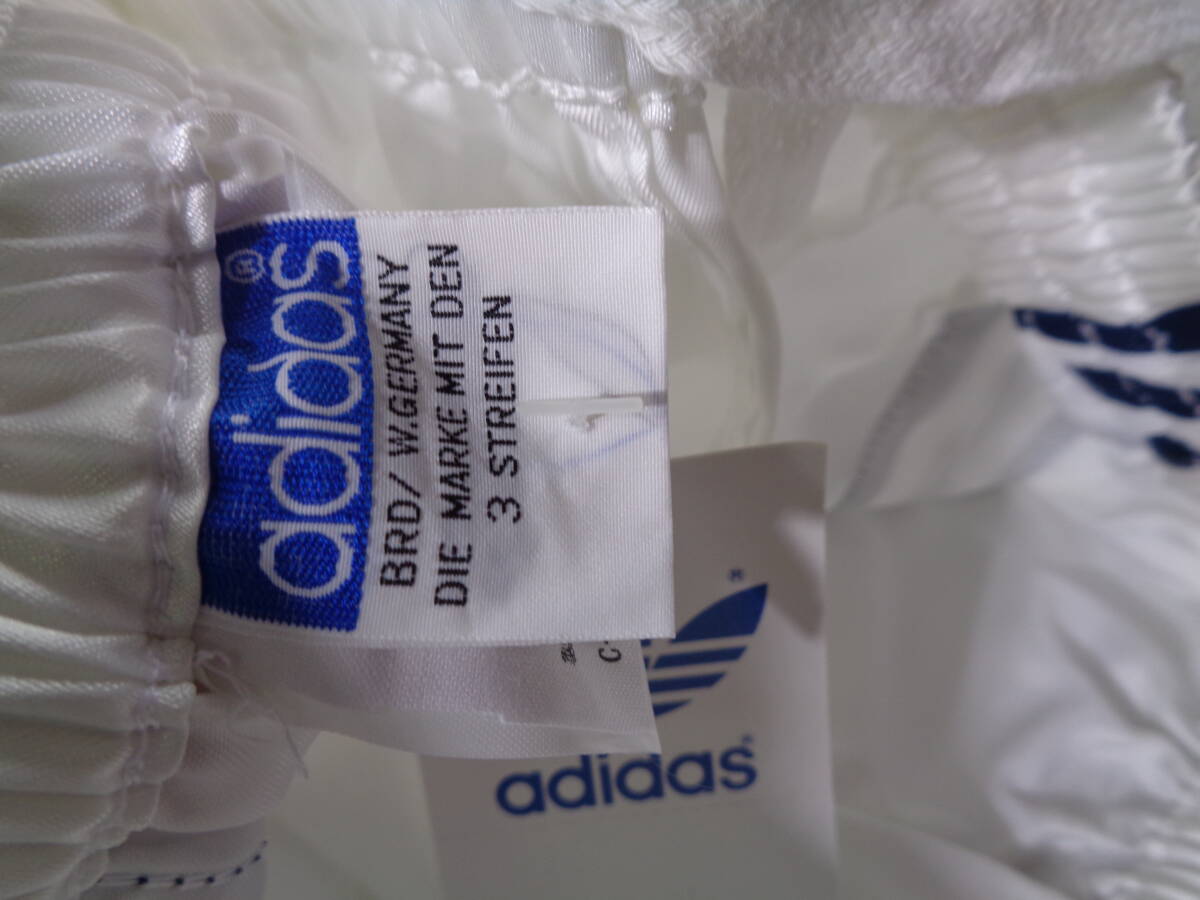 adidas®
BRD/ W.GERMANY
DIE MARKE MIT DEN
3 STREIFEN
®
adidas®